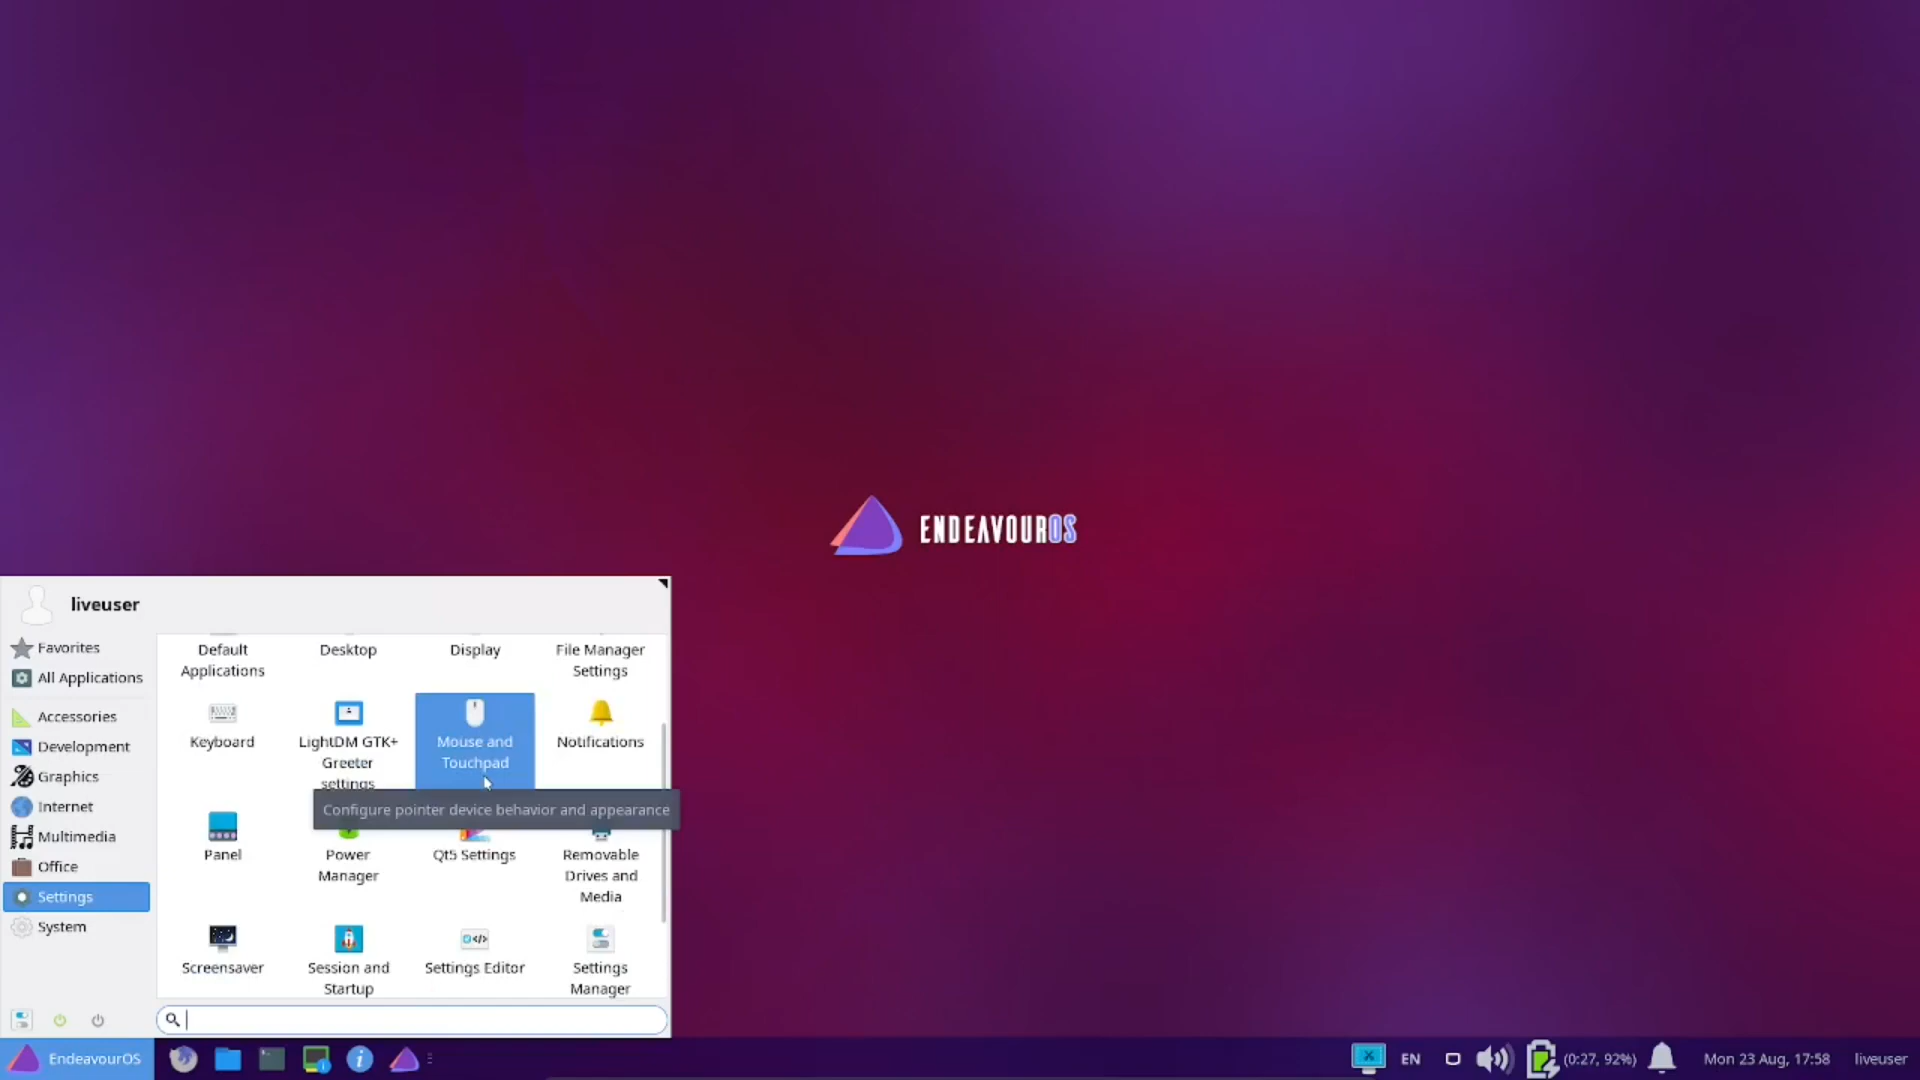 ENDEAVOUROS
liveuser
Favorites
All Applications
Accessories
Development
Graphics
Internet
Multimedia
Office
Settings
System
Default
Applications
Desktop
Display
File Manager
Settings
Keyboard
LightDM GTK+
Greeter
settings
Mouse and
Touchpad
Notifications
Configure pointer device behavior and appearance
Panel
Power
Manager
Qt5 Settings
Removable
Drives and
Media
Screensaver
Session and
Startup
Settings Editor
Settings
Manager
EndeavourOS
EN
(0:27, 92%)
Mon 23 Aug, 17:58
liveuser